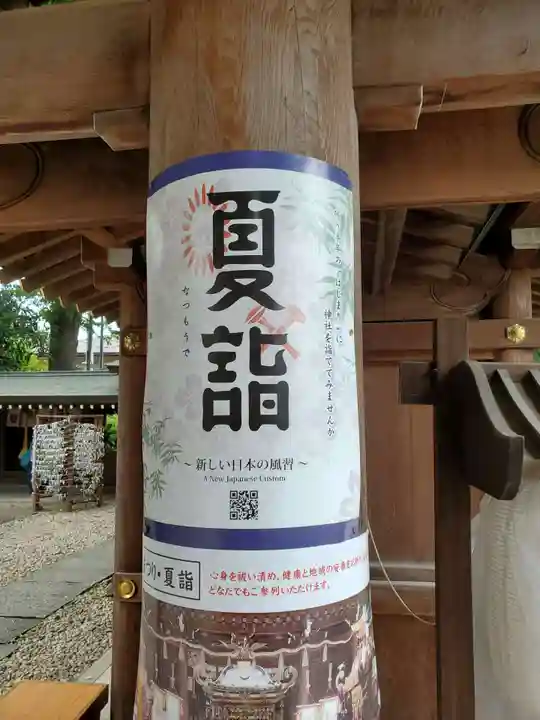 夏詣
なつもうで
神社を詣でてみませんか
～新しい日本の風習～
A New Japanese Custom
夏詣
心身を祓い清め、健康と地域の安泰
どなたでもご参列いただけます。